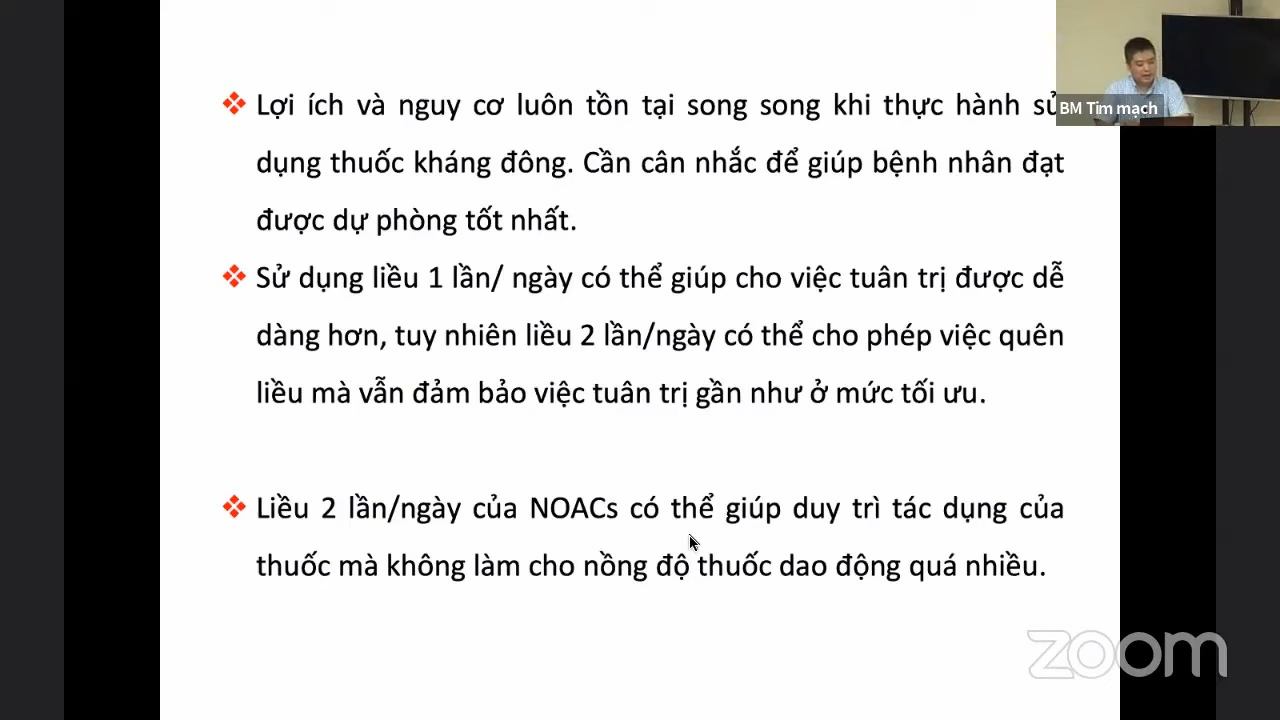 Lợi ích và nguy cơ luôn tồn tại song song khi thực hành sử
dụng thuốc kháng đông. Cần cân nhắc để giúp bệnh nhân đạt
được dự phòng tốt nhất.
Sử dụng liều 1 lần/ ngày có thể giúp cho việc tuân trị được dễ
dàng hơn, tuy nhiên liều 2 lần/ngày có thể cho phép việc quên
liều mà vẫn đảm bảo việc tuân trị gần như ở mức tối ưu.
Liều 2 lần/ngày của NOACs có thể giúp duy trì tác dụng của
thuốc mà không làm cho nồng độ thuốc dao động quá nhiều.
BM Tim mạch
zoom